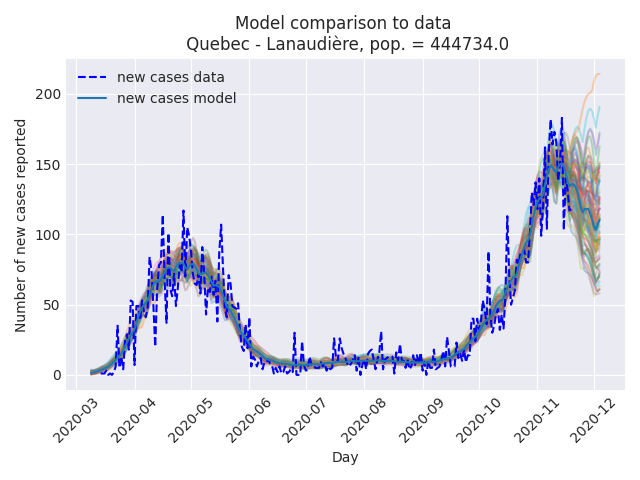 Model comparison to data
Quebec - Lanaudière, pop. = 444734.0
new cases data
new cases model
Number of new cases reported
200
150
100
50
0
2020-03
2020-04
2020-05
2020-06
2020-07
2020-08
2020-09
2020-10
2020-11
2020-12
Day